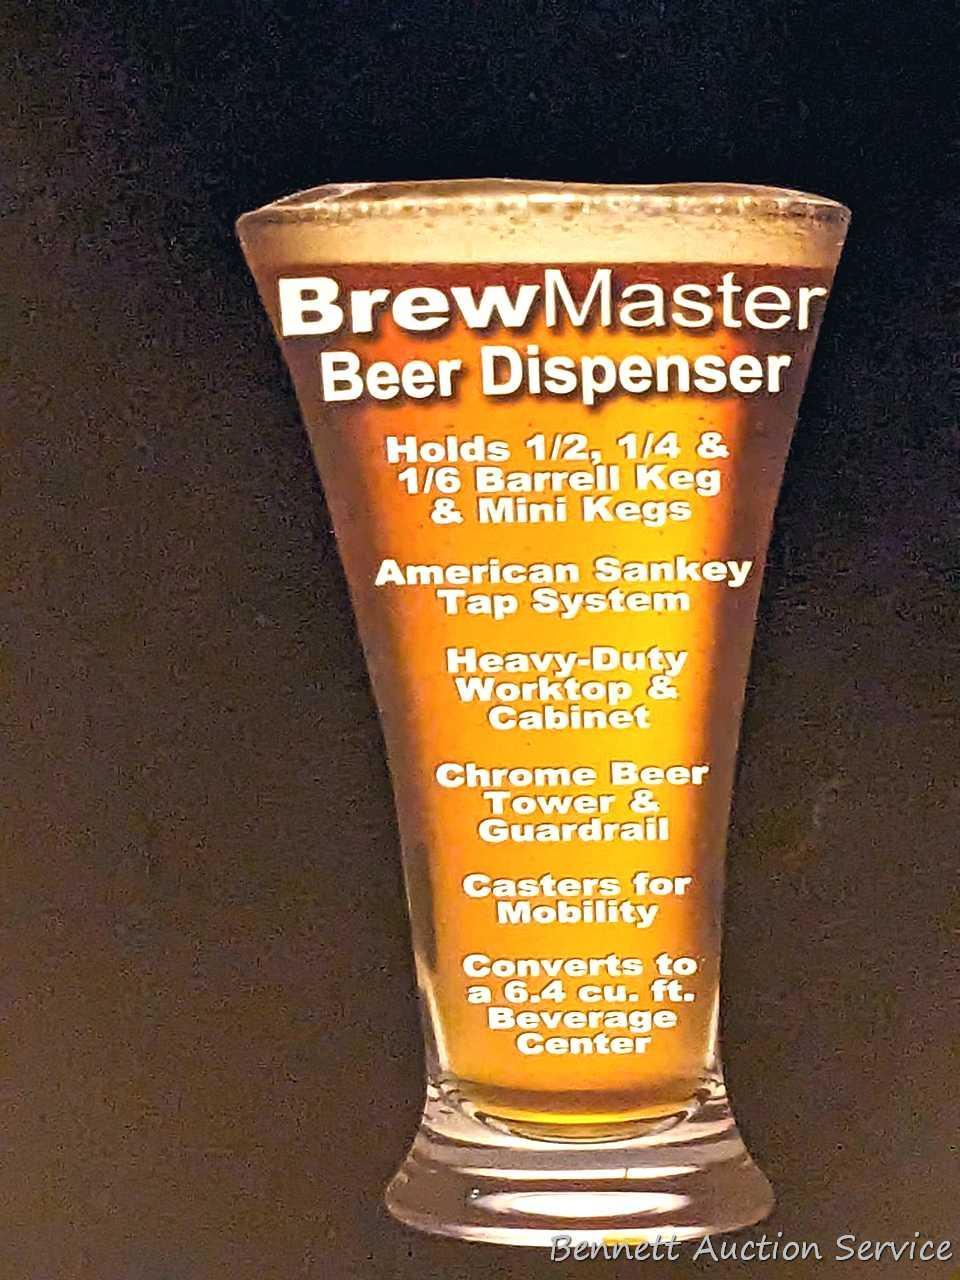 BrewMaster
Beer Dispenser
Holds 1/2, 1/4 &
1/6 Barrell Keg
& Mini Kegs
American Sankey
Tap System
Heavy-Duty
Worktop &
Cabinet
Chrome Beer
Tower &
Guardrail
Casters for
Mobility
Converts to
a 6.4 cu. ft.
Beverage
Center
Bennett Auction Service